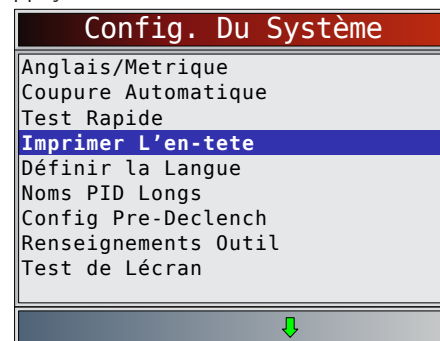 Config. Du Système
Anglais/Metrique
Coupure Automatique
Test Rapide
Imprimer L’en-tete
Définir la Langue
Noms PID Longs
Config Pre-Declench
Renseignements Outil
Test de Lécran